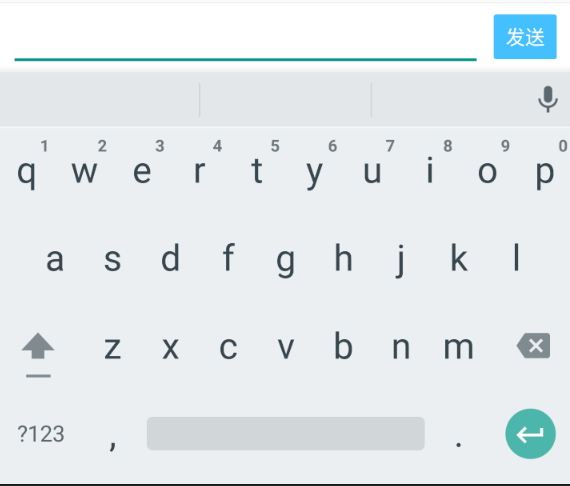 发送
1 2 3 4 5 6 7 8 9 0
q w e r t y u i o p
a s d f g h j k l
z x c v b n m
?123 , .